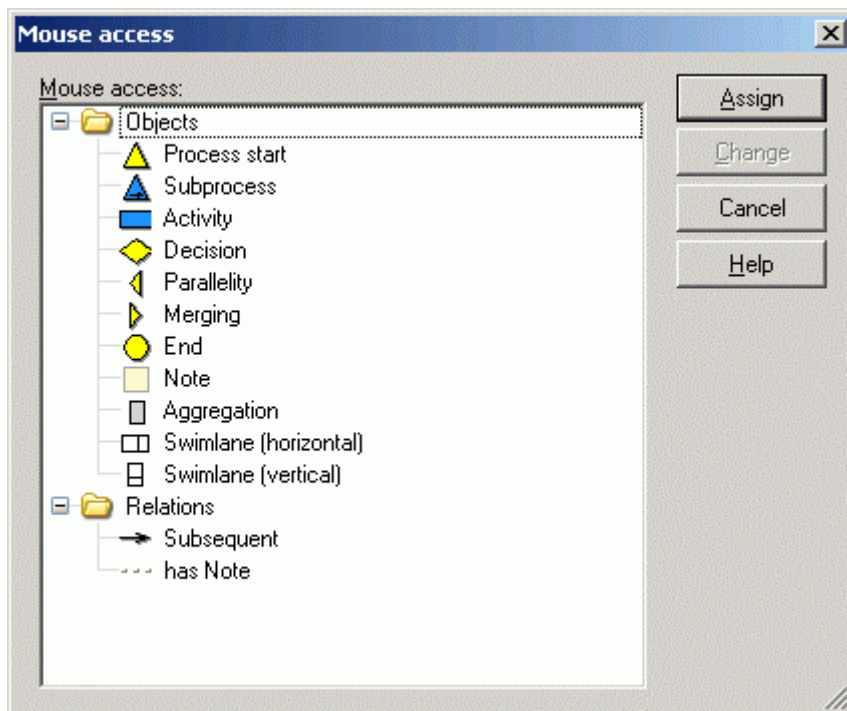 Mouse access
Mouse access:
Objects
Process start
Subprocess
Activity
Decision
Parallelity
Merging
End
Note
Aggregation
Swimlane (horizontal)
Swimlane (vertical)
Relations
Subsequent
has Note
Assign
Change
Cancel
Help